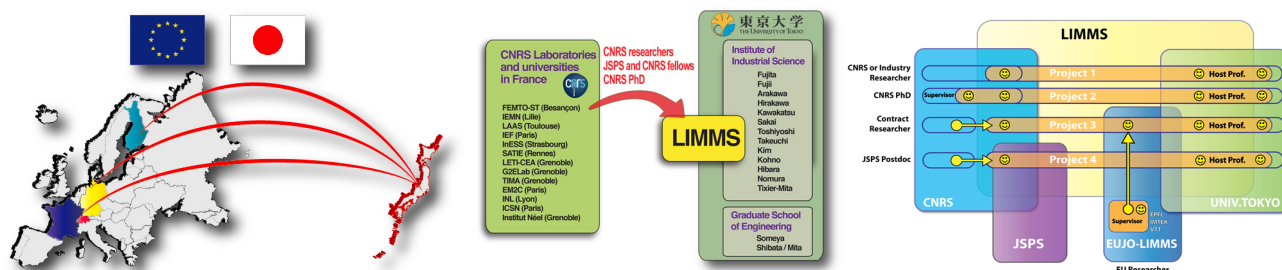 CNRS Laboratories
and universities
in France
cnrs
FEMTO-ST (Besançon)
IEMN (Lille)
LAAS (Toulouse)
IEF (Paris)
InESS (Strasbourg)
SATIE (Rennes)
LETI-CEA (Grenoble)
G2ELab (Grenoble)
TIMA (Grenoble)
EM2C (Paris)
INL (Lyon)
ICSN (Paris)
Institut Néel (Grenoble)
CNRS researchers
JSPS and CNRS fellows
CNRS PhD
LIMMS
東京大学
THE UNIVERSITY OF TOKYO
Institute of
Industrial Science
Fujita
Fujii
Arakawa
Hirakawa
Kawakatsu
Sakai
Toshiyoshi
Takeuchi
Kim
Kohno
Hibara
Nomura
Tixier-Mita
Graduate School
of Engineering
Someya
Shibata / Mita
LIMMS
CNRS or Industry
Researcher
Project 1
Host Prof.
CNRS PhD
Supervisor
Project 2
Host Prof.
Contract
Researcher
Project 3
Host Prof.
JSPS Postdoc
Project 4
Host Prof.
CNRS
UNIV.TOKYO
Supervisor
EPFL
IMTEK
VTT
JSPS
EUJO-LIMMS
EU Researcher